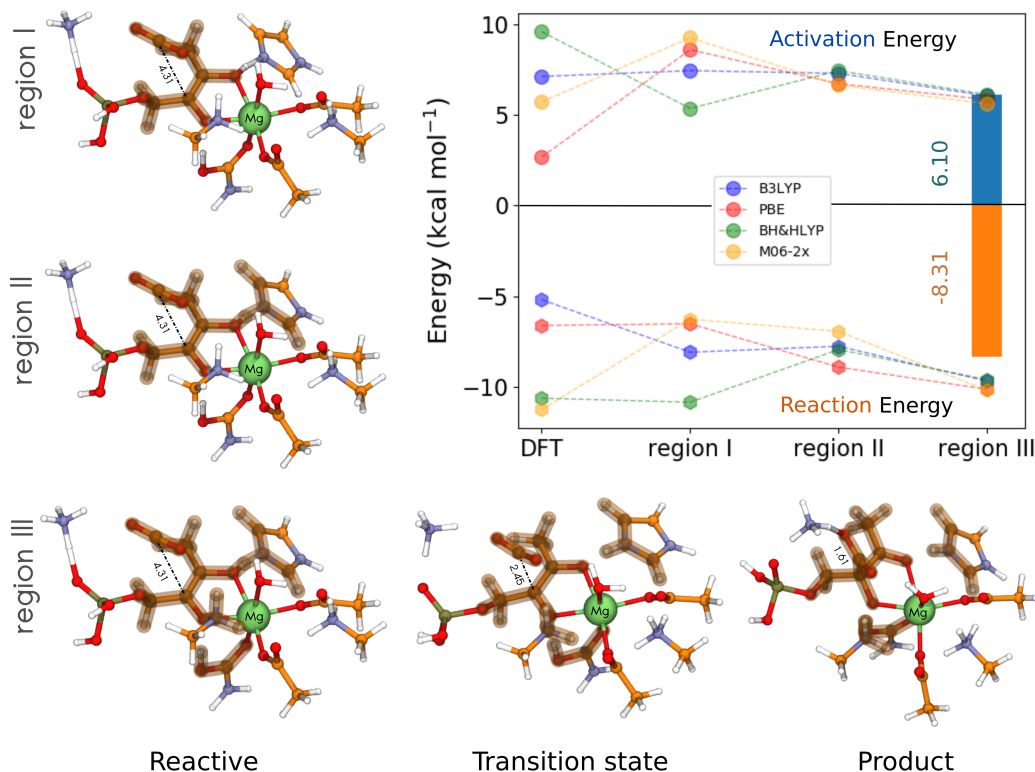 region I
4.31
Mg
region II
4.31
Mg
region III
4.31
Mg
2.45
Mg
1.61
Mg
Reactive
Transition state
Product
Energy (kcal mol⁻¹)
10
5
0
−5
−10
Activation Energy
6.10
B3LYP
PBE
BH&HLYP
M06-2x
-8.31
Reaction Energy
DFT
region I
region II
region III